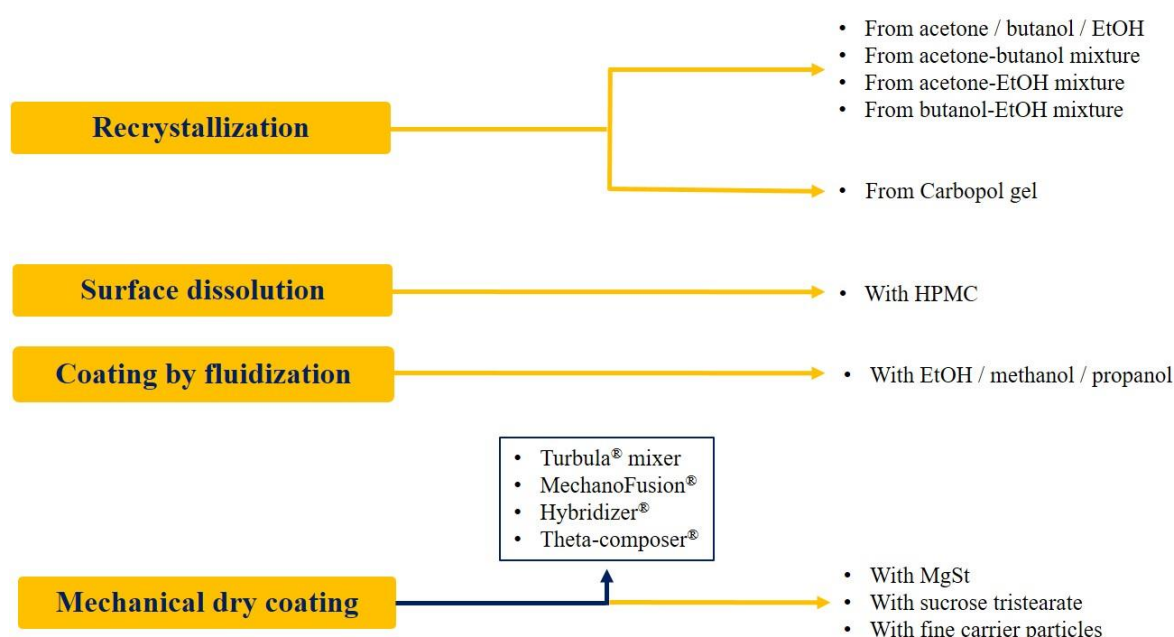 Recrystallization
• From acetone / butanol / EtOH
• From acetone-butanol mixture
• From acetone-EtOH mixture
• From butanol-EtOH mixture
• From Carbopol gel
Surface dissolution
• With HPMC
Coating by fluidization
• With EtOH / methanol / propanol
• Turbula® mixer
• MechanoFusion®
• Hybridizer®
• Theta-composer®
Mechanical dry coating
• With MgSt
• With sucrose tristearate
• With fine carrier particles